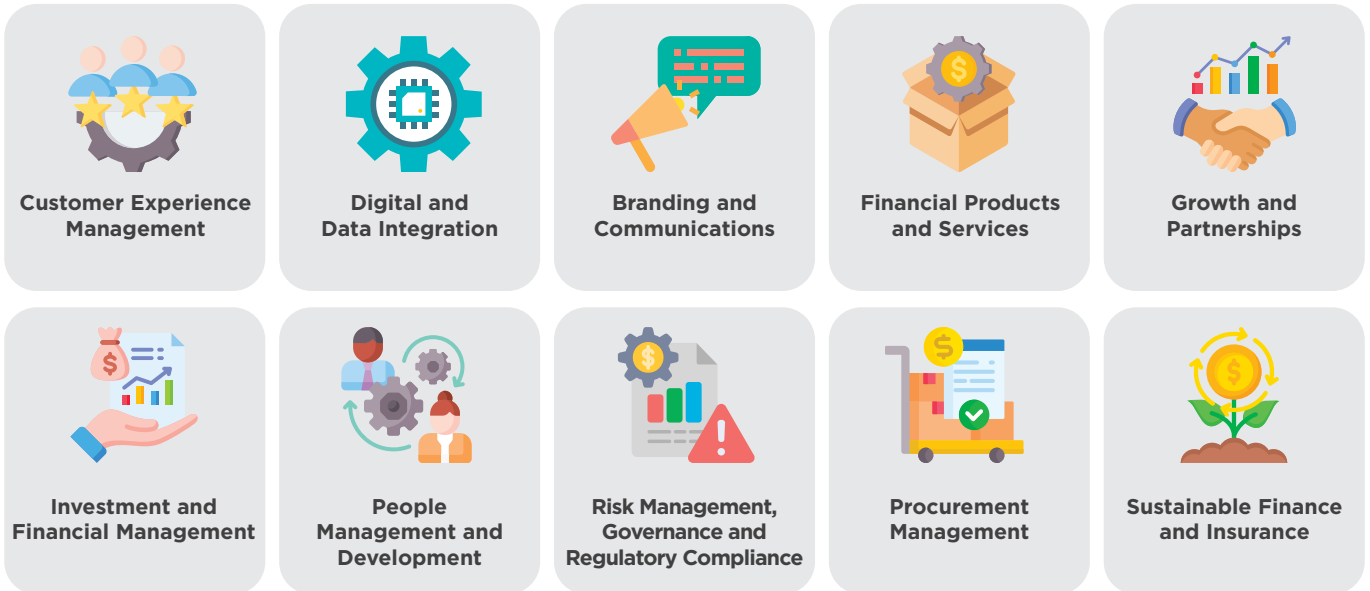 Customer Experience
Management
Digital and
Data Integration
Branding and
Communications
Financial Products
and Services
Growth and
Partnerships
Investment and
Financial Management
People
Management and
Development
Risk Management,
Governance and
Regulatory Compliance
Procurement
Management
Sustainable Finance
and Insurance